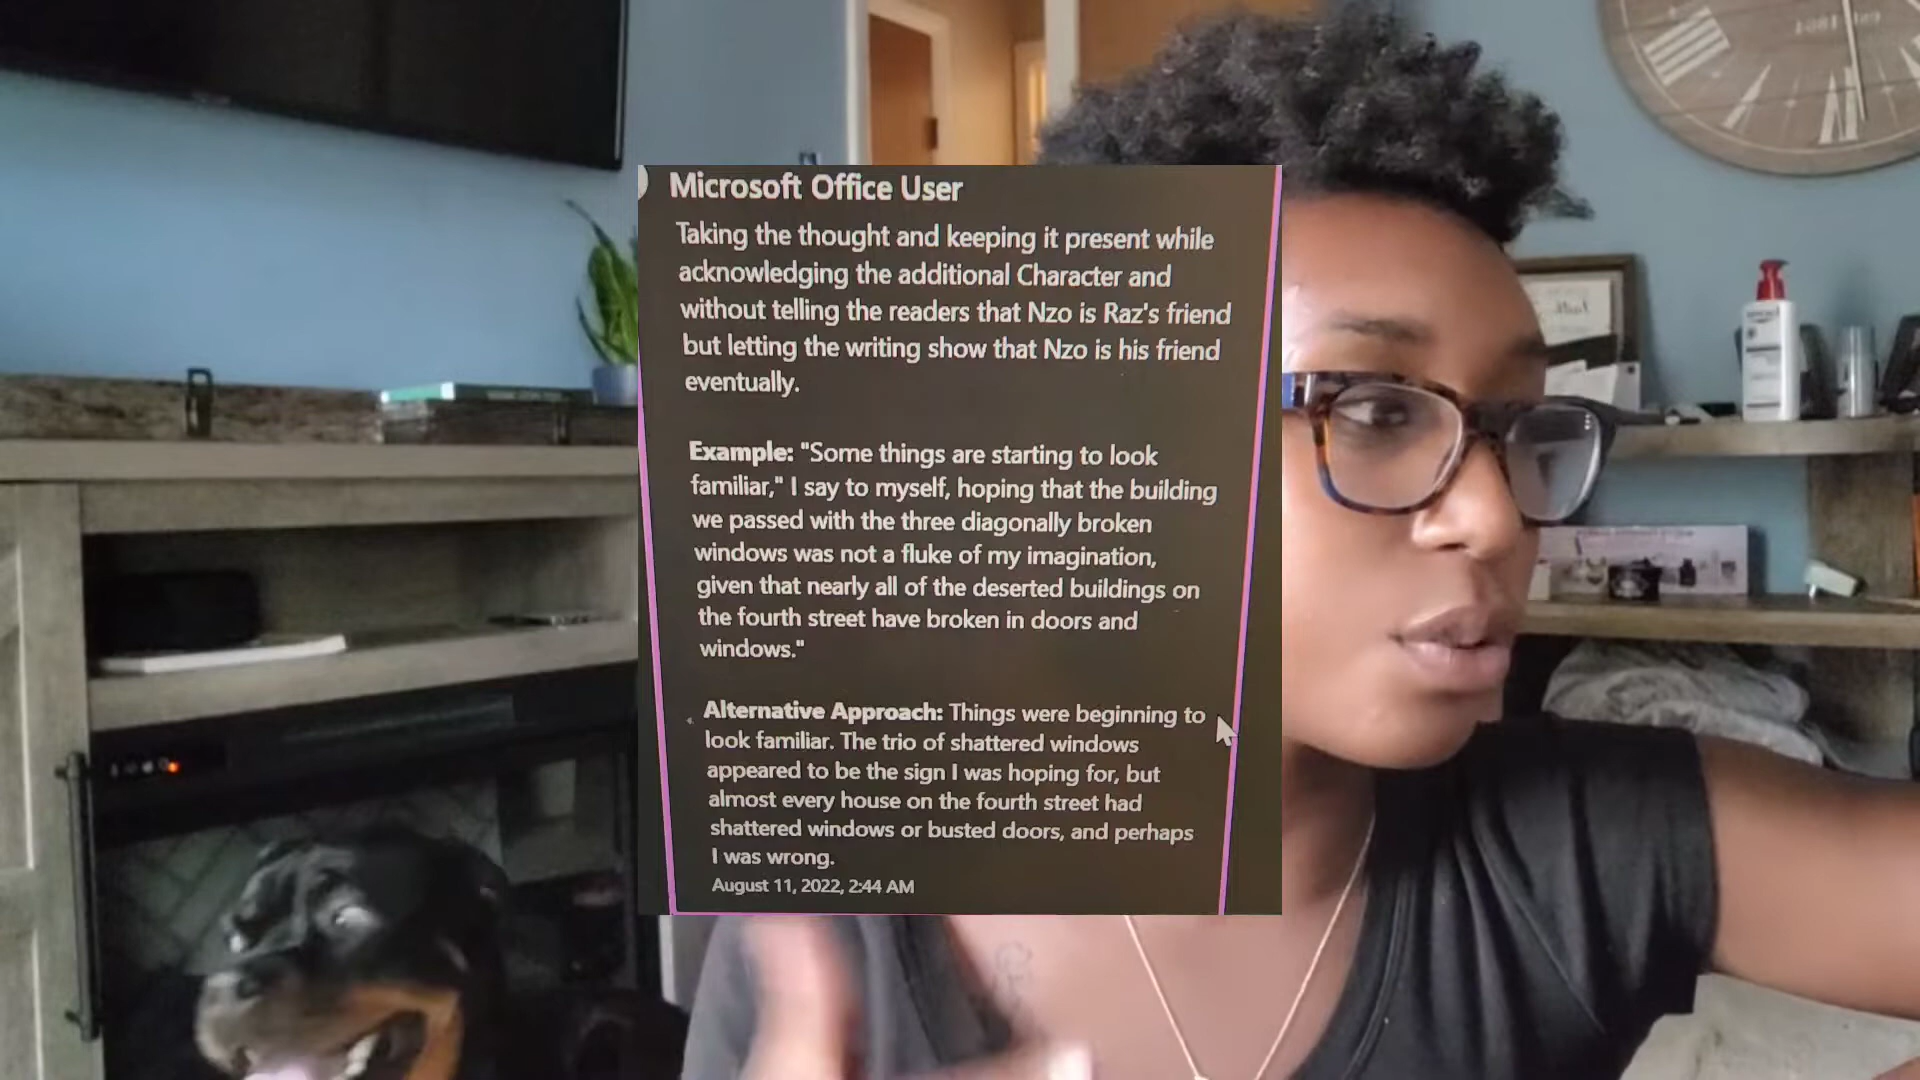 Microsoft Office User
Taking the thought and keeping it present while
acknowledging the additional Character and
without telling the readers that Nzo is Raz's friend
but letting the writing show that Nzo is his friend
eventually.
Example: "Some things are starting to look
familiar," I say to myself, hoping that the building
we passed with the three diagonally broken
windows was not a fluke of my imagination,
given that nearly all of the deserted buildings on
the fourth street have broken in doors and
windows."
Alternative Approach: Things were beginning to
look familiar. The trio of shattered windows
appeared to be the sign I was hoping for, but
almost every house on the fourth street had
shattered windows or busted doors, and perhaps
I was wrong.
August 11, 2022, 2:44 AM